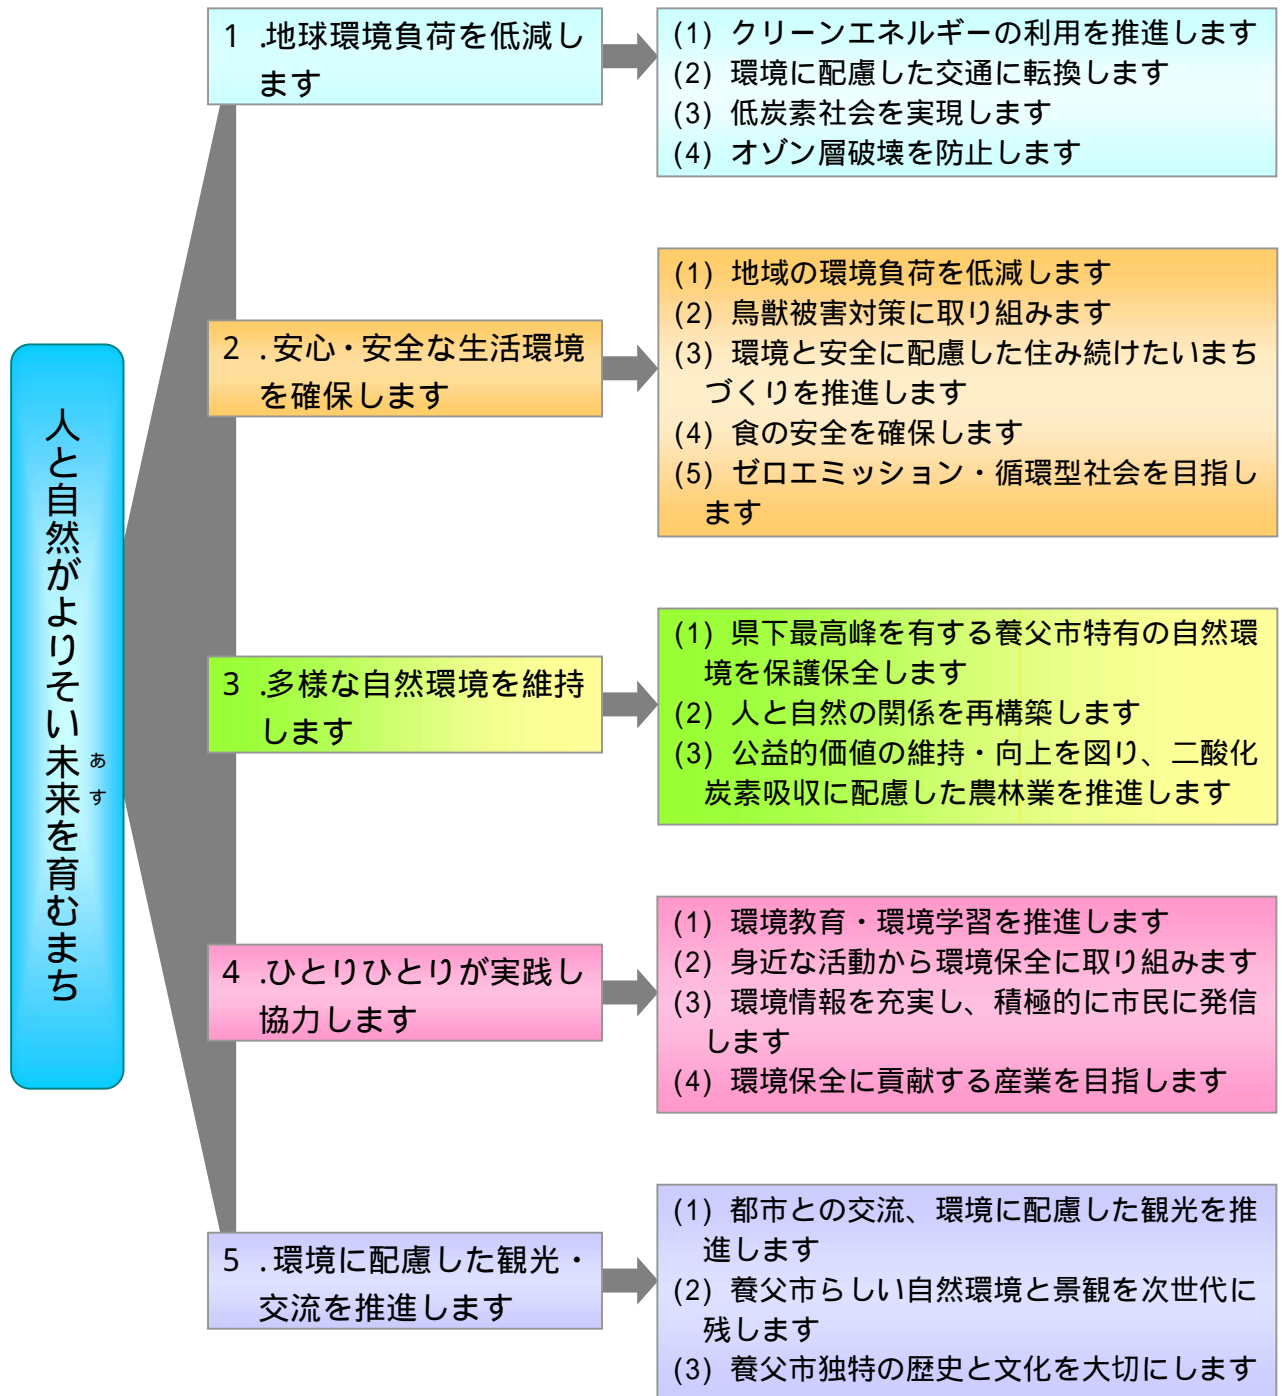 人と自然がよりそい未来を育むまち
あす
1 .地球環境負荷を低減し
ます
(1) クリーンエネルギーの利用を推進します
(2) 環境に配慮した交通に転換します
(3) 低炭素社会を実現します
(4) オゾン層破壊を防止します
2 .安心・安全な生活環境
を確保します
(1) 地域の環境負荷を低減します
(2) 鳥獣被害対策に取り組みます
(3) 環境と安全に配慮した住み続けたいまち
づくりを推進します
(4) 食の安全を確保します
(5) ゼロエミッション・循環型社会を目指し
ます
3 .多様な自然環境を維持
します
(1) 県下最高峰を有する養父市特有の自然環
境を保護保全します
(2) 人と自然の関係を再構築します
(3) 公益的価値の維持・向上を図り、二酸化
炭素吸収に配慮した農林業を推進します
4 .ひとりひとりが実践し
協力します
(1) 環境教育・環境学習を推進します
(2) 身近な活動から環境保全に取り組みます
(3) 環境情報を充実し、積極的に市民に発信
します
(4) 環境保全に貢献する産業を目指します
5 .環境に配慮した観光・
交流を推進します
(1) 都市との交流、環境に配慮した観光を推
進します
(2) 養父市らしい自然環境と景観を次世代に
残します
(3) 養父市独特の歴史と文化を大切にします